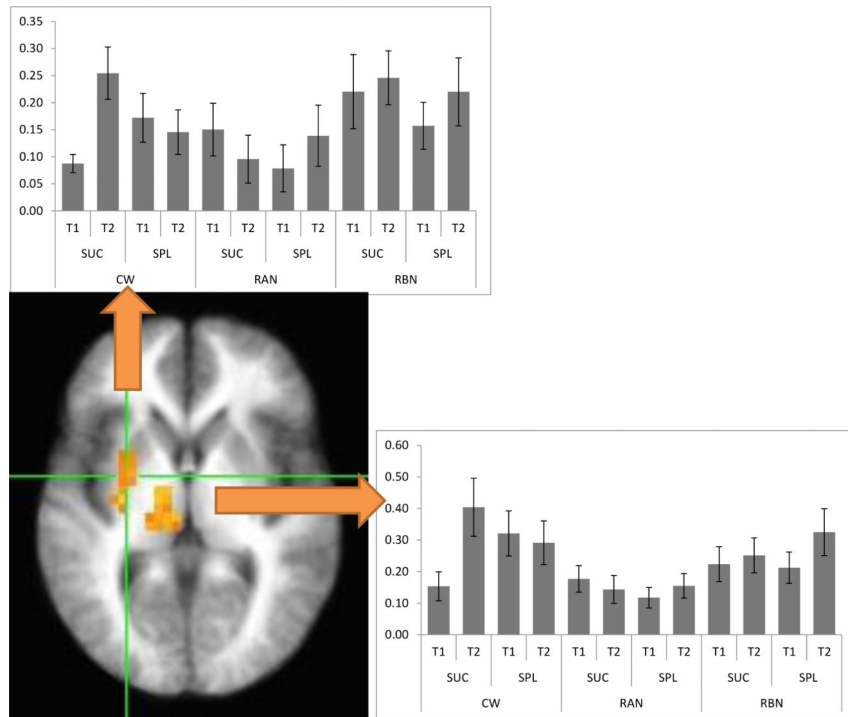 0.35
0.30
0.25
0.20
0.15
0.10
0.05
0.00
T1 T2 T1 T2 T1 T2 T1 T2 T1 T2 T1 T2
SUC SPL SUC SPL SUC SPL
CW RAN RBN
0.60
0.50
0.40
0.30
0.20
0.10
0.00
T1 T2 T1 T2 T1 T2 T1 T2 T1 T2 T1 T2
SUC SPL SUC SPL SUC SPL
CW RAN RBN